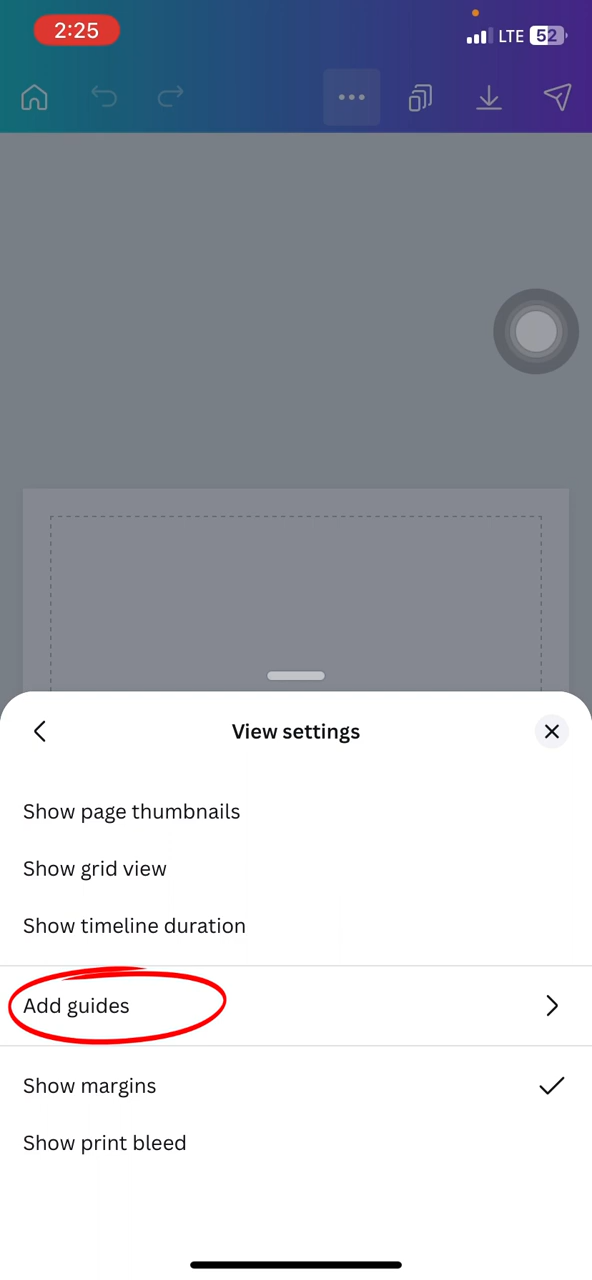 2:25
LTE 52
View settings
Show page thumbnails
Show grid view
Show timeline duration
Add guides
Show margins
Show print bleed